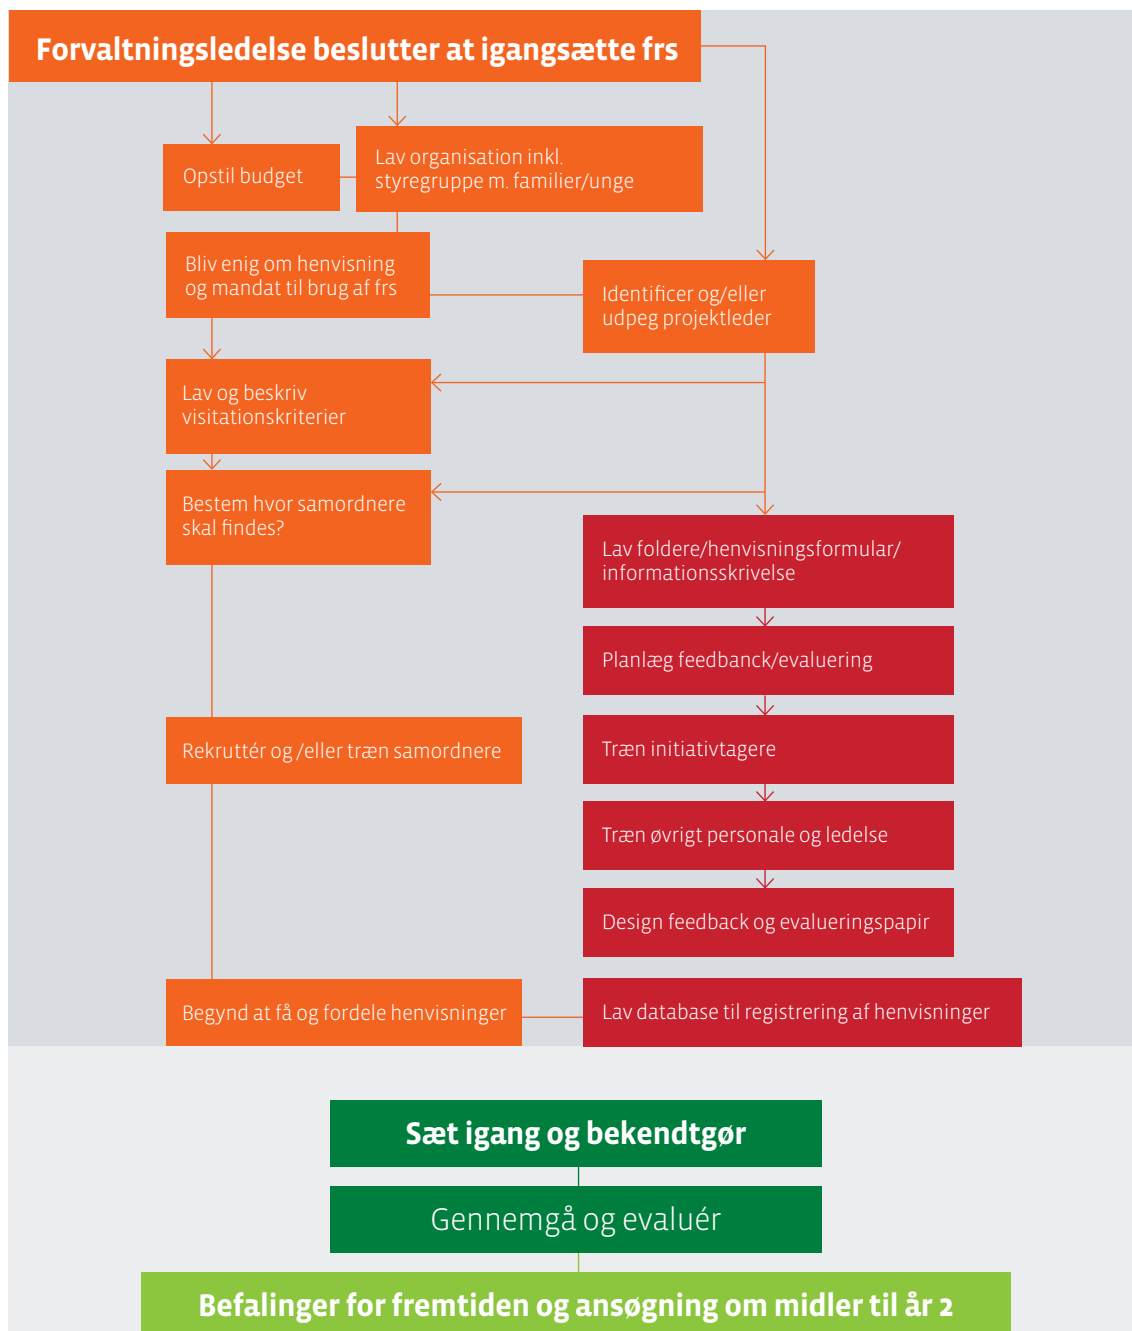 Forvaltningsledelse beslutter at igangsætte frs
Opstil budget
Lav organisation inkl.
styregruppe m. familier/unge
Bliv enig om henvisning
og mandat til brug af frs
Identificer og/eller
udpeg projektleder
Lav og beskriv
visitationskriterier
Bestem hvor samordnere
skal findes?
Lav foldere/henvisningsformular/
informationsskrivelse
Planlæg feedbanck/evaluering
Rekruttér og /eller træn samordnere
Træn initiativtagere
Træn øvrigt personale og ledelse
Design feedback og evalueringspapir
Begynd at få og fordele henvisninger
Lav database til registrering af henvisninger
Sæt igang og bekendtgør
Gennemgå og evaluér
Befalinger for fremtiden og ansøgning om midler til år 2